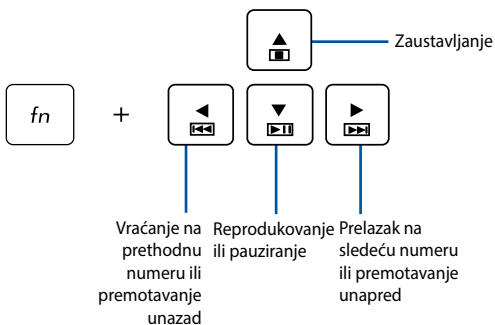 Zaustavljanje
fn
+
Vraćanje na
prethodnu
numeru ili
premotavanje
unazad
Reprodukovanje
ili pauziranje
Prelazak na
sledeću numeru
ili premotavanje
unapred